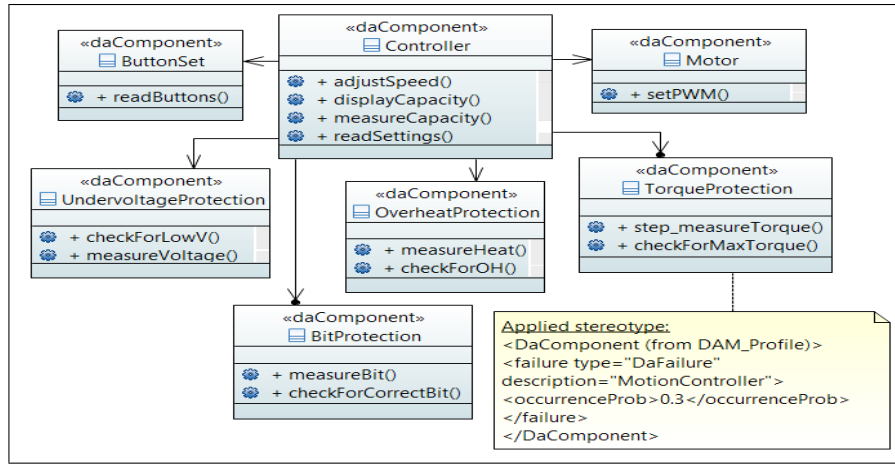 «daComponent»
Controller
+ adjustSpeed()
+ displayCapacity()
+ measureCapacity()
+ readSettings()
«daComponent»
ButtonSet
+ readButtons()
«daComponent»
Motor
+ setPWM()
«daComponent»
UndervoltageProtection
+ checkForLowV()
+ measureVoltage()
«daComponent»
OverheatProtection
+ measureHeat()
+ checkForOH()
«daComponent»
TorqueProtection
+ step_measureTorque()
+ checkForMaxTorque()
«daComponent»
BitProtection
+ measureBit()
+ checkForCorrectBit()
Applied stereotype:
<DaComponent (from DAM_Profile)>
<failure type="DaFailure"
description="MotionController">
<occurrenceProb>0.3</occurrenceProb>
</failure>
</DaComponent>